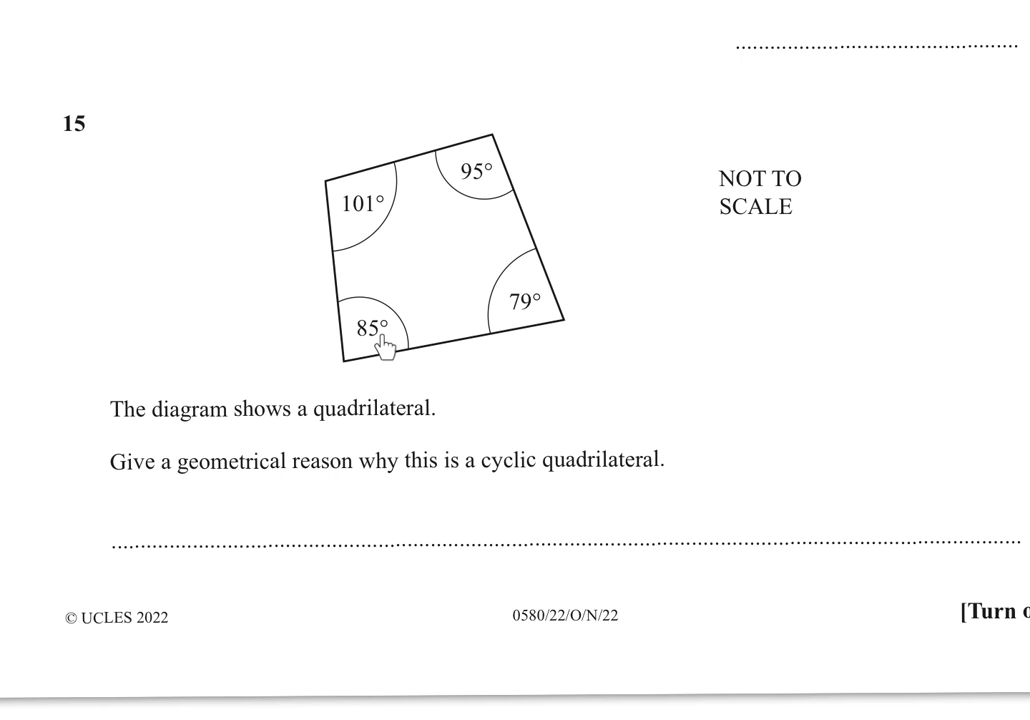 15
95°
101°
NOT TO
SCALE
79°
85°
The diagram shows a quadrilateral.
Give a geometrical reason why this is a cyclic quadrilateral.
© UCLES 2022
0580/22/O/N/22
[Turn